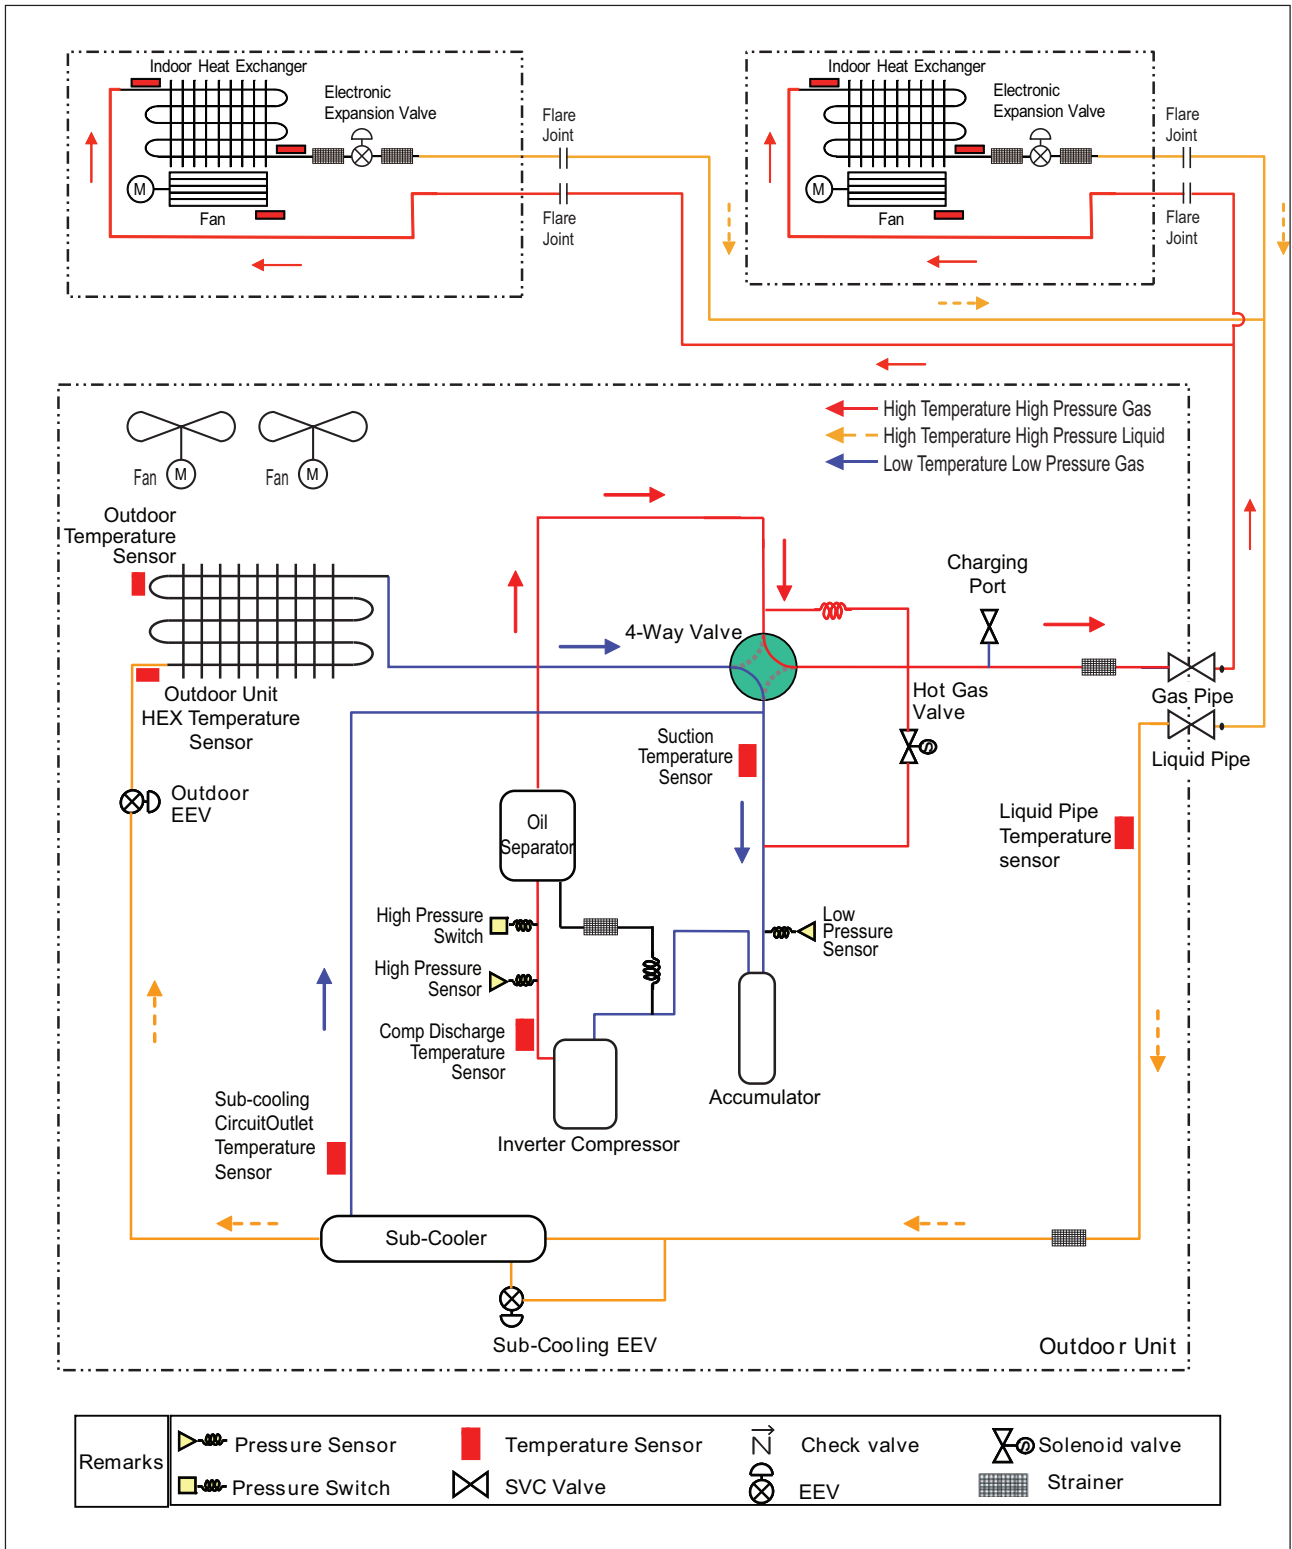 Indoor Heat Exchanger
Electronic
Expansion Valve
Flare
Joint
M
Fan
Flare
Joint
Indoor Heat Exchanger
Electronic
Expansion Valve
Flare
Joint
M
Fan
Flare
Joint
High Temperature High Pressure Gas
High Temperature High Pressure Liquid
Low Temperature Low Pressure Gas
Fan
M
Fan
M
Outdoor
Temperature
Sensor
Charging
Port
4-Way Valve
Outdoor Unit
HEX Temperature
Sensor
Hot Gas
Valve
Gas Pipe
Suction
Temperature
Sensor
Liquid Pipe
Outdoor
EEV
Oil
Separator
Liquid Pipe
Temperature
sensor
High Pressure
Switch
Low
Pressure
Sensor
High Pressure
Sensor
Comp Discharge
Temperature
Sensor
Accumulator
Sub-cooling
CircuitOutlet
Temperature
Sensor
Inverter Compressor
Sub-Cooler
Sub-Cooling EEV
Outdoor Unit
Remarks
Pressure Sensor
Temperature Sensor
Check valve
Solenoid valve
Pressure Switch
SVC Valve
EEV
Strainer